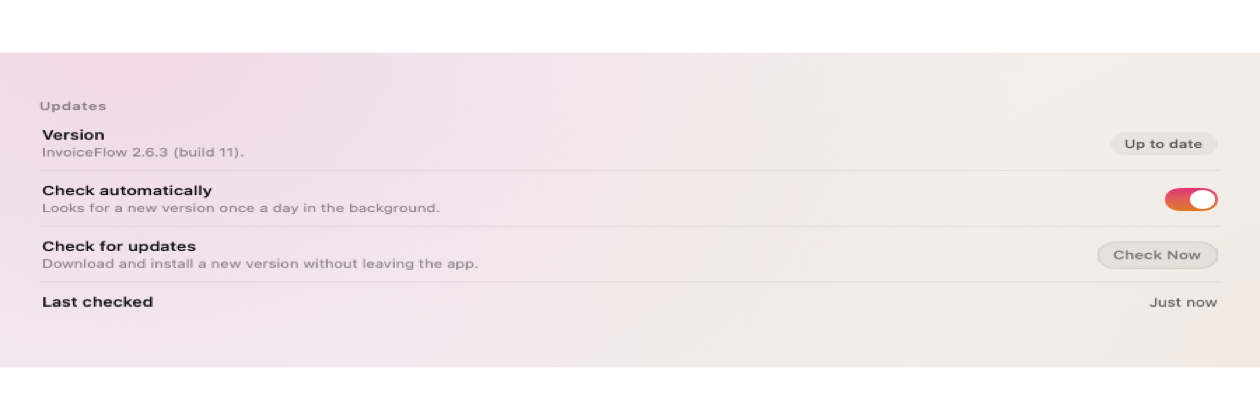 Updates
Version
InvoiceFlow 2.6.3 (build 11).
Up to date
Check automatically
Looks for a new version once a day in the background.
Check for updates
Download and install a new version without leaving the app.
Check Now
Last checked
Just now